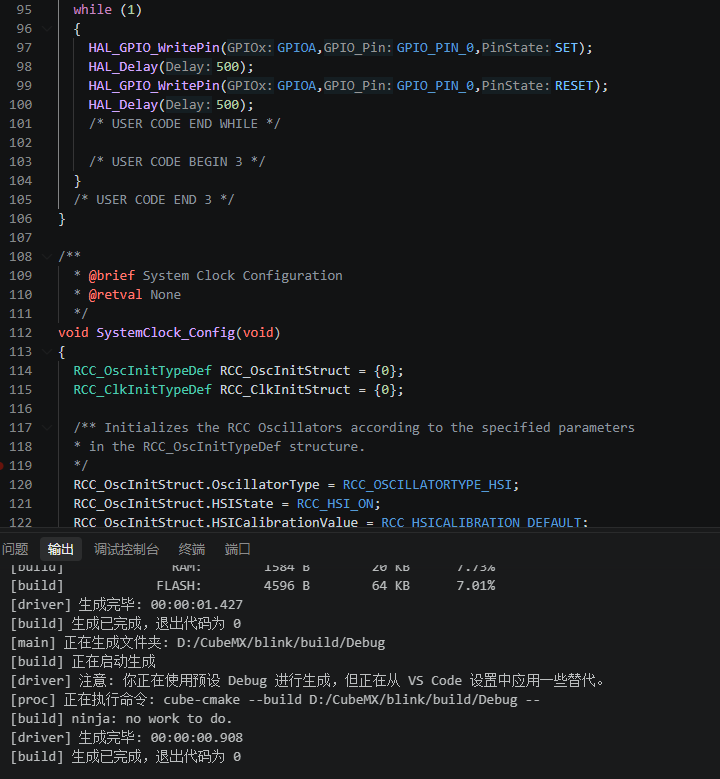 95 while (1)
96 {
97 HAL_GPIO_WritePin(GPIOx: GPIOA,GPIO_Pin: GPIO_PIN_0,PinState: SET);
98 HAL_Delay(Delay: 500);
99 HAL_GPIO_WritePin(GPIOx: GPIOA,GPIO_Pin: GPIO_PIN_0,PinState: RESET);
100 HAL_Delay(Delay: 500);
101 /* USER CODE END WHILE */
102
103 /* USER CODE BEGIN 3 */
104 }
105 /* USER CODE END 3 */
106 }
107
108 /**
109 * @brief System Clock Configuration
110 * @retval None
111 */
112 void SystemClock_Config(void)
113 {
114 RCC_OscInitTypeDef RCC_OscInitStruct = {0};
115 RCC_ClkInitTypeDef RCC_ClkInitStruct = {0};
116
117 /** Initializes the RCC Oscillators according to the specified parameters
118 * in the RCC_OscInitTypeDef structure.
119 */
120 RCC_OscInitStruct.OscillatorType = RCC_OSCILLATORTYPE_HSI;
121 RCC_OscInitStruct.HSIState = RCC_HSI_ON;
122 RCC_OscInitStruct.HSICalibrationValue = RCC_HSICALIBRATION_DEFAULT;
问题 输出 调试控制台 终端 端口
[build] RAM: 1584 B 20 KB 7.73%
[build] FLASH: 4596 B 64 KB 7.01%
[driver] 生成完毕: 00:00:01.427
[build] 生成已完成，退出代码为 0
[main] 正在生成文件夹: D:/CubeMX/blink/build/Debug
[build] 正在启动生成
[driver] 注意: 你正在使用预设 Debug 进行生成，但正在从 VS Code 设置中应用一些替代。
[proc] 正在执行命令: cube-cmake --build D:/CubeMX/blink/build/Debug --
[build] ninja: no work to do.
[driver] 生成完毕: 00:00:00.908
[build] 生成已完成，退出代码为 0